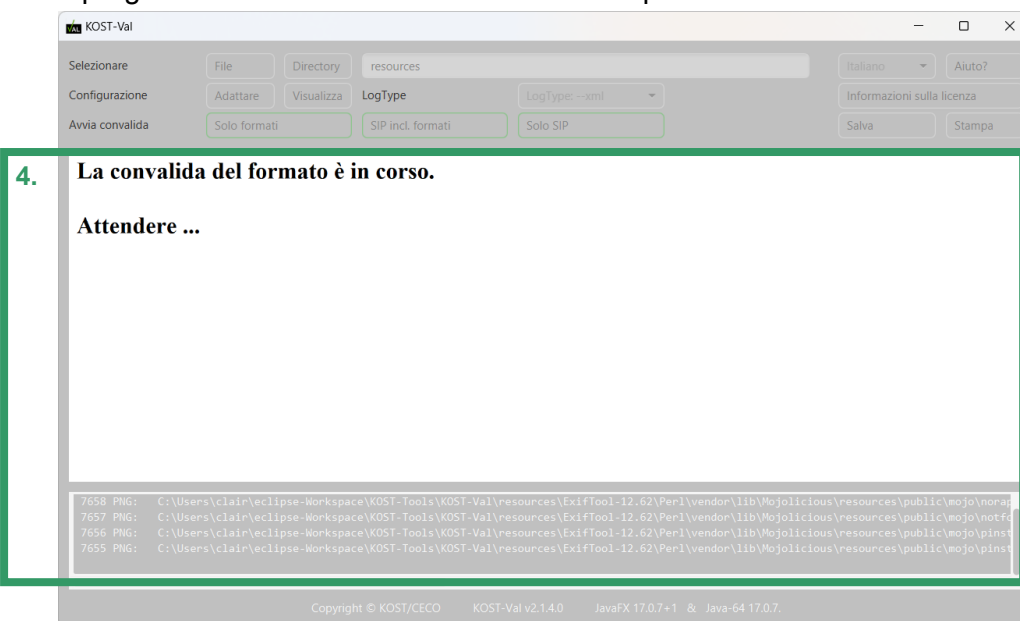 KOST-Val
Selezionare File Directory resources Italiano Aiuto?
Configurazione Adattare Visualizza LogType LogType: --xml Informazioni sulla licenza
Avvia convalida Solo formati SIP incl. formati Solo SIP Salva Stampa
4. La convalida del formato è in corso.
Attendere ...
7658 PNG: C:\Users\clair\eclipse-Workspace\KOST-Tools\KOST-Val\resources\ExifTool-12.62\Perl\vendor\lib\Mojolicious\resources\public\mojo\norap
7657 PNG: C:\Users\clair\eclipse-Workspace\KOST-Tools\KOST-Val\resources\ExifTool-12.62\Perl\vendor\lib\Mojolicious\resources\public\mojo\notfo
7656 PNG: C:\Users\clair\eclipse-Workspace\KOST-Tools\KOST-Val\resources\ExifTool-12.62\Perl\vendor\lib\Mojolicious\resources\public\mojo\pinst
7655 PNG: C:\Users\clair\eclipse-Workspace\KOST-Tools\KOST-Val\resources\ExifTool-12.62\Perl\vendor\lib\Mojolicious\resources\public\mojo\pinst
Copyright © KOST/CECO KOST-Val v2.1.4.0 JavaFX 17.0.7+1 & Java-64 17.0.7.